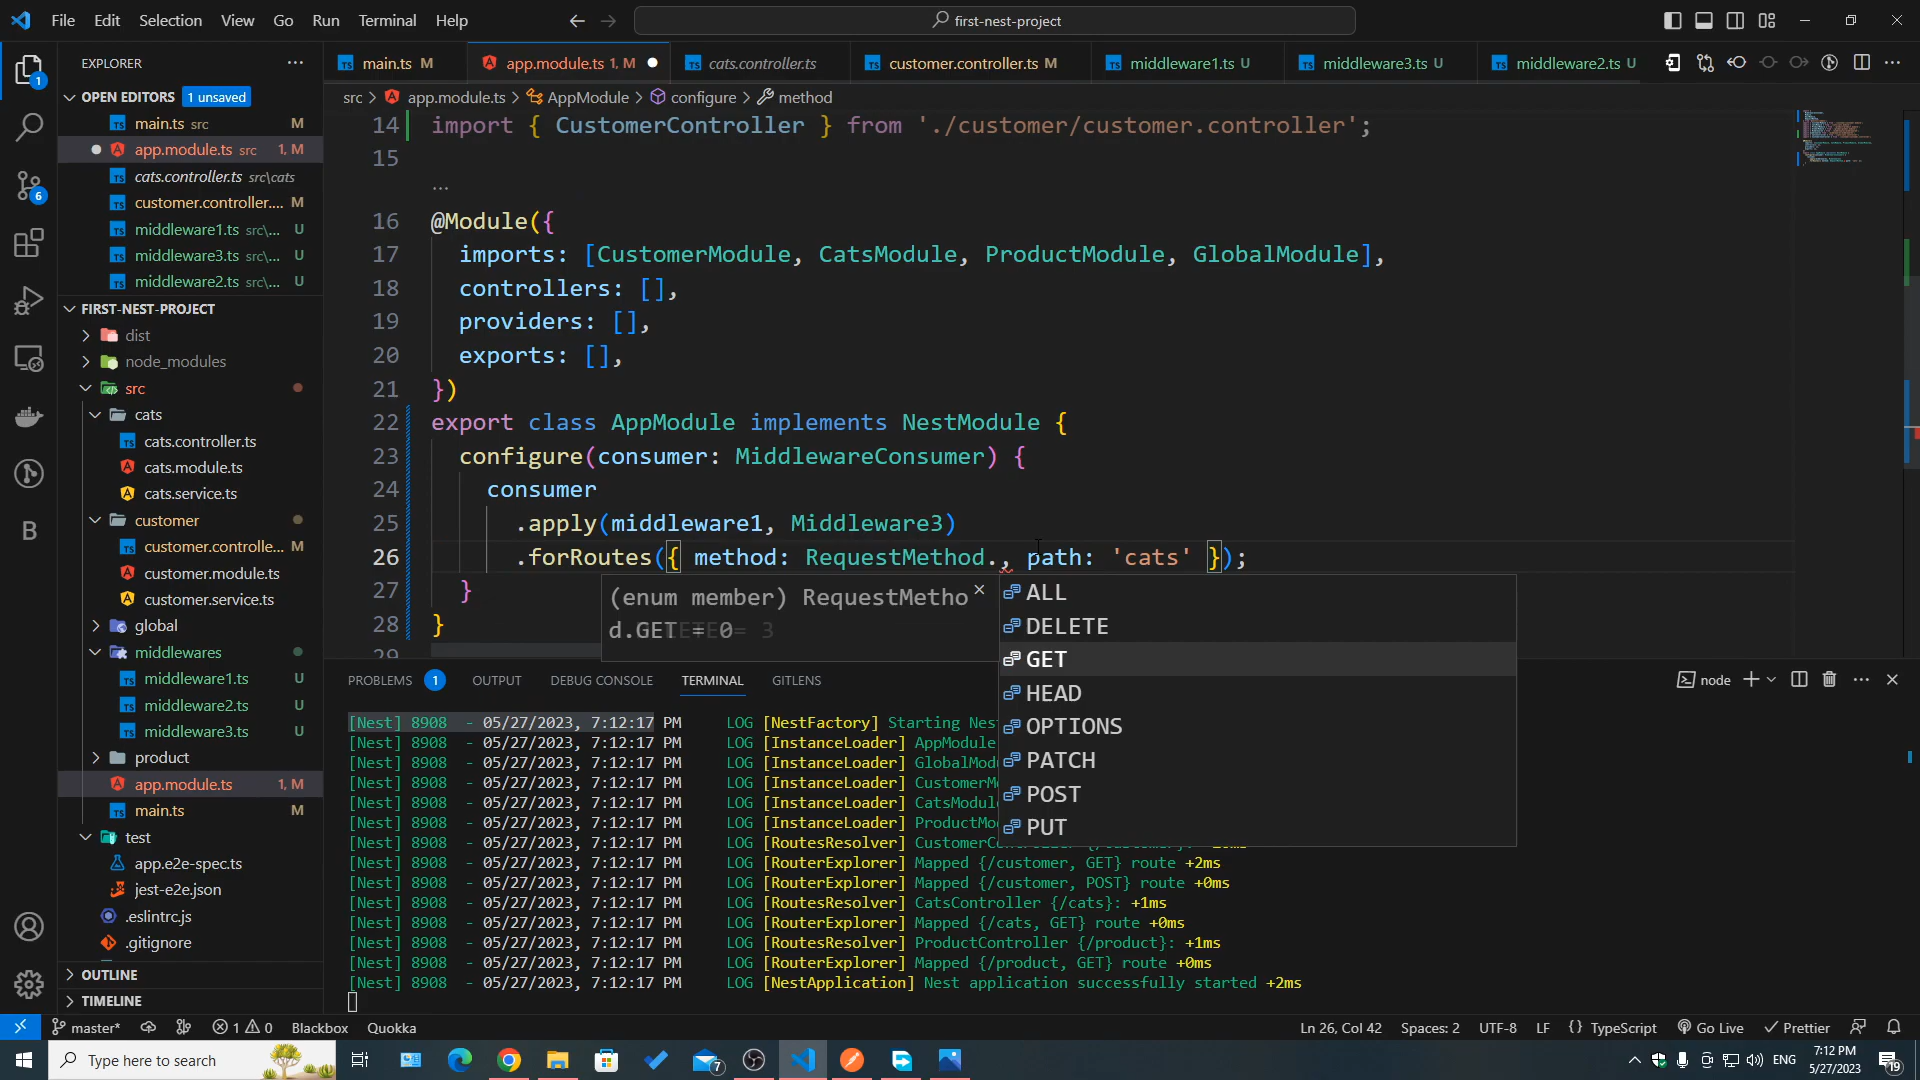 File Edit Selection View Go Run Terminal Help
first-nest-project
EXPLORER
OPEN EDITORS 1 unsaved
main.ts src M
app.module.ts src 1, M
cats.controller.ts src\cats
customer.controller.... M
middleware1.ts src\... U
middleware3.ts src\... U
middleware2.ts src\... U
FIRST-NEST-PROJECT
dist
node_modules
src
cats
cats.controller.ts
cats.module.ts
cats.service.ts
customer
customer.controlle... M
customer.module.ts
customer.service.ts
global
middlewares
middleware1.ts U
middleware2.ts U
middleware3.ts U
product
app.module.ts 1, M
main.ts M
test
app.e2e-spec.ts
jest-e2e.json
.eslintrc.js
.gitignore
OUTLINE
TIMELINE
main.ts M app.module.ts 1, M cats.controller.ts customer.controller.ts M middleware1.ts U middleware3.ts U middleware2.ts U
src > app.module.ts > AppModule > configure > method
14 import { CustomerController } from './customer/customer.controller';
15
...
16 @Module({
17 imports: [CustomerModule, CatsModule, ProductModule, GlobalModule],
18 controllers: [],
19 providers: [],
20 exports: [],
21 })
22 export class AppModule implements NestModule {
23 configure(consumer: MiddlewareConsumer) {
24 consumer
25 .apply(middleware1, Middleware3)
26 .forRoutes({ method: RequestMethod., path: 'cats' });
27 }
28 }
29
(enum member) RequestMetho
d.GET = 0
ALL
DELETE
GET
HEAD
OPTIONS
PATCH
POST
PUT
PROBLEMS 1 OUTPUT DEBUG CONSOLE TERMINAL GITLENS
node
[Nest] 8908 - 05/27/2023, 7:12:17 PM LOG [NestFactory] Starting Nes
[Nest] 8908 - 05/27/2023, 7:12:17 PM LOG [InstanceLoader] AppModule
[Nest] 8908 - 05/27/2023, 7:12:17 PM LOG [InstanceLoader] GlobalModu
[Nest] 8908 - 05/27/2023, 7:12:17 PM LOG [InstanceLoader] CustomerM
[Nest] 8908 - 05/27/2023, 7:12:17 PM LOG [InstanceLoader] CatsModul
[Nest] 8908 - 05/27/2023, 7:12:17 PM LOG [InstanceLoader] ProductMo
[Nest] 8908 - 05/27/2023, 7:12:17 PM LOG [RoutesResolver]
[Nest] 8908 - 05/27/2023, 7:12:17 PM LOG [RouterExplorer] Mapped {/customer, GET} route +2ms
[Nest] 8908 - 05/27/2023, 7:12:17 PM LOG [RouterExplorer] Mapped {/customer, POST} route +0ms
[Nest] 8908 - 05/27/2023, 7:12:17 PM LOG [RoutesResolver] CatsController {/cats}: +1ms
[Nest] 8908 - 05/27/2023, 7:12:17 PM LOG [RouterExplorer] Mapped {/cats, GET} route +0ms
[Nest] 8908 - 05/27/2023, 7:12:17 PM LOG [RoutesResolver] ProductController {/product}: +1ms
[Nest] 8908 - 05/27/2023, 7:12:17 PM LOG [RouterExplorer] Mapped {/product, GET} route +0ms
[Nest] 8908 - 05/27/2023, 7:12:17 PM LOG [NestApplication] Nest application successfully started +2ms
master* 1 0 Blackbox Quokka Ln 26, Col 42 Spaces: 2 UTF-8 LF {} TypeScript Go Live Prettier
Type here to search
ENG
7:12 PM
5/27/2023
19